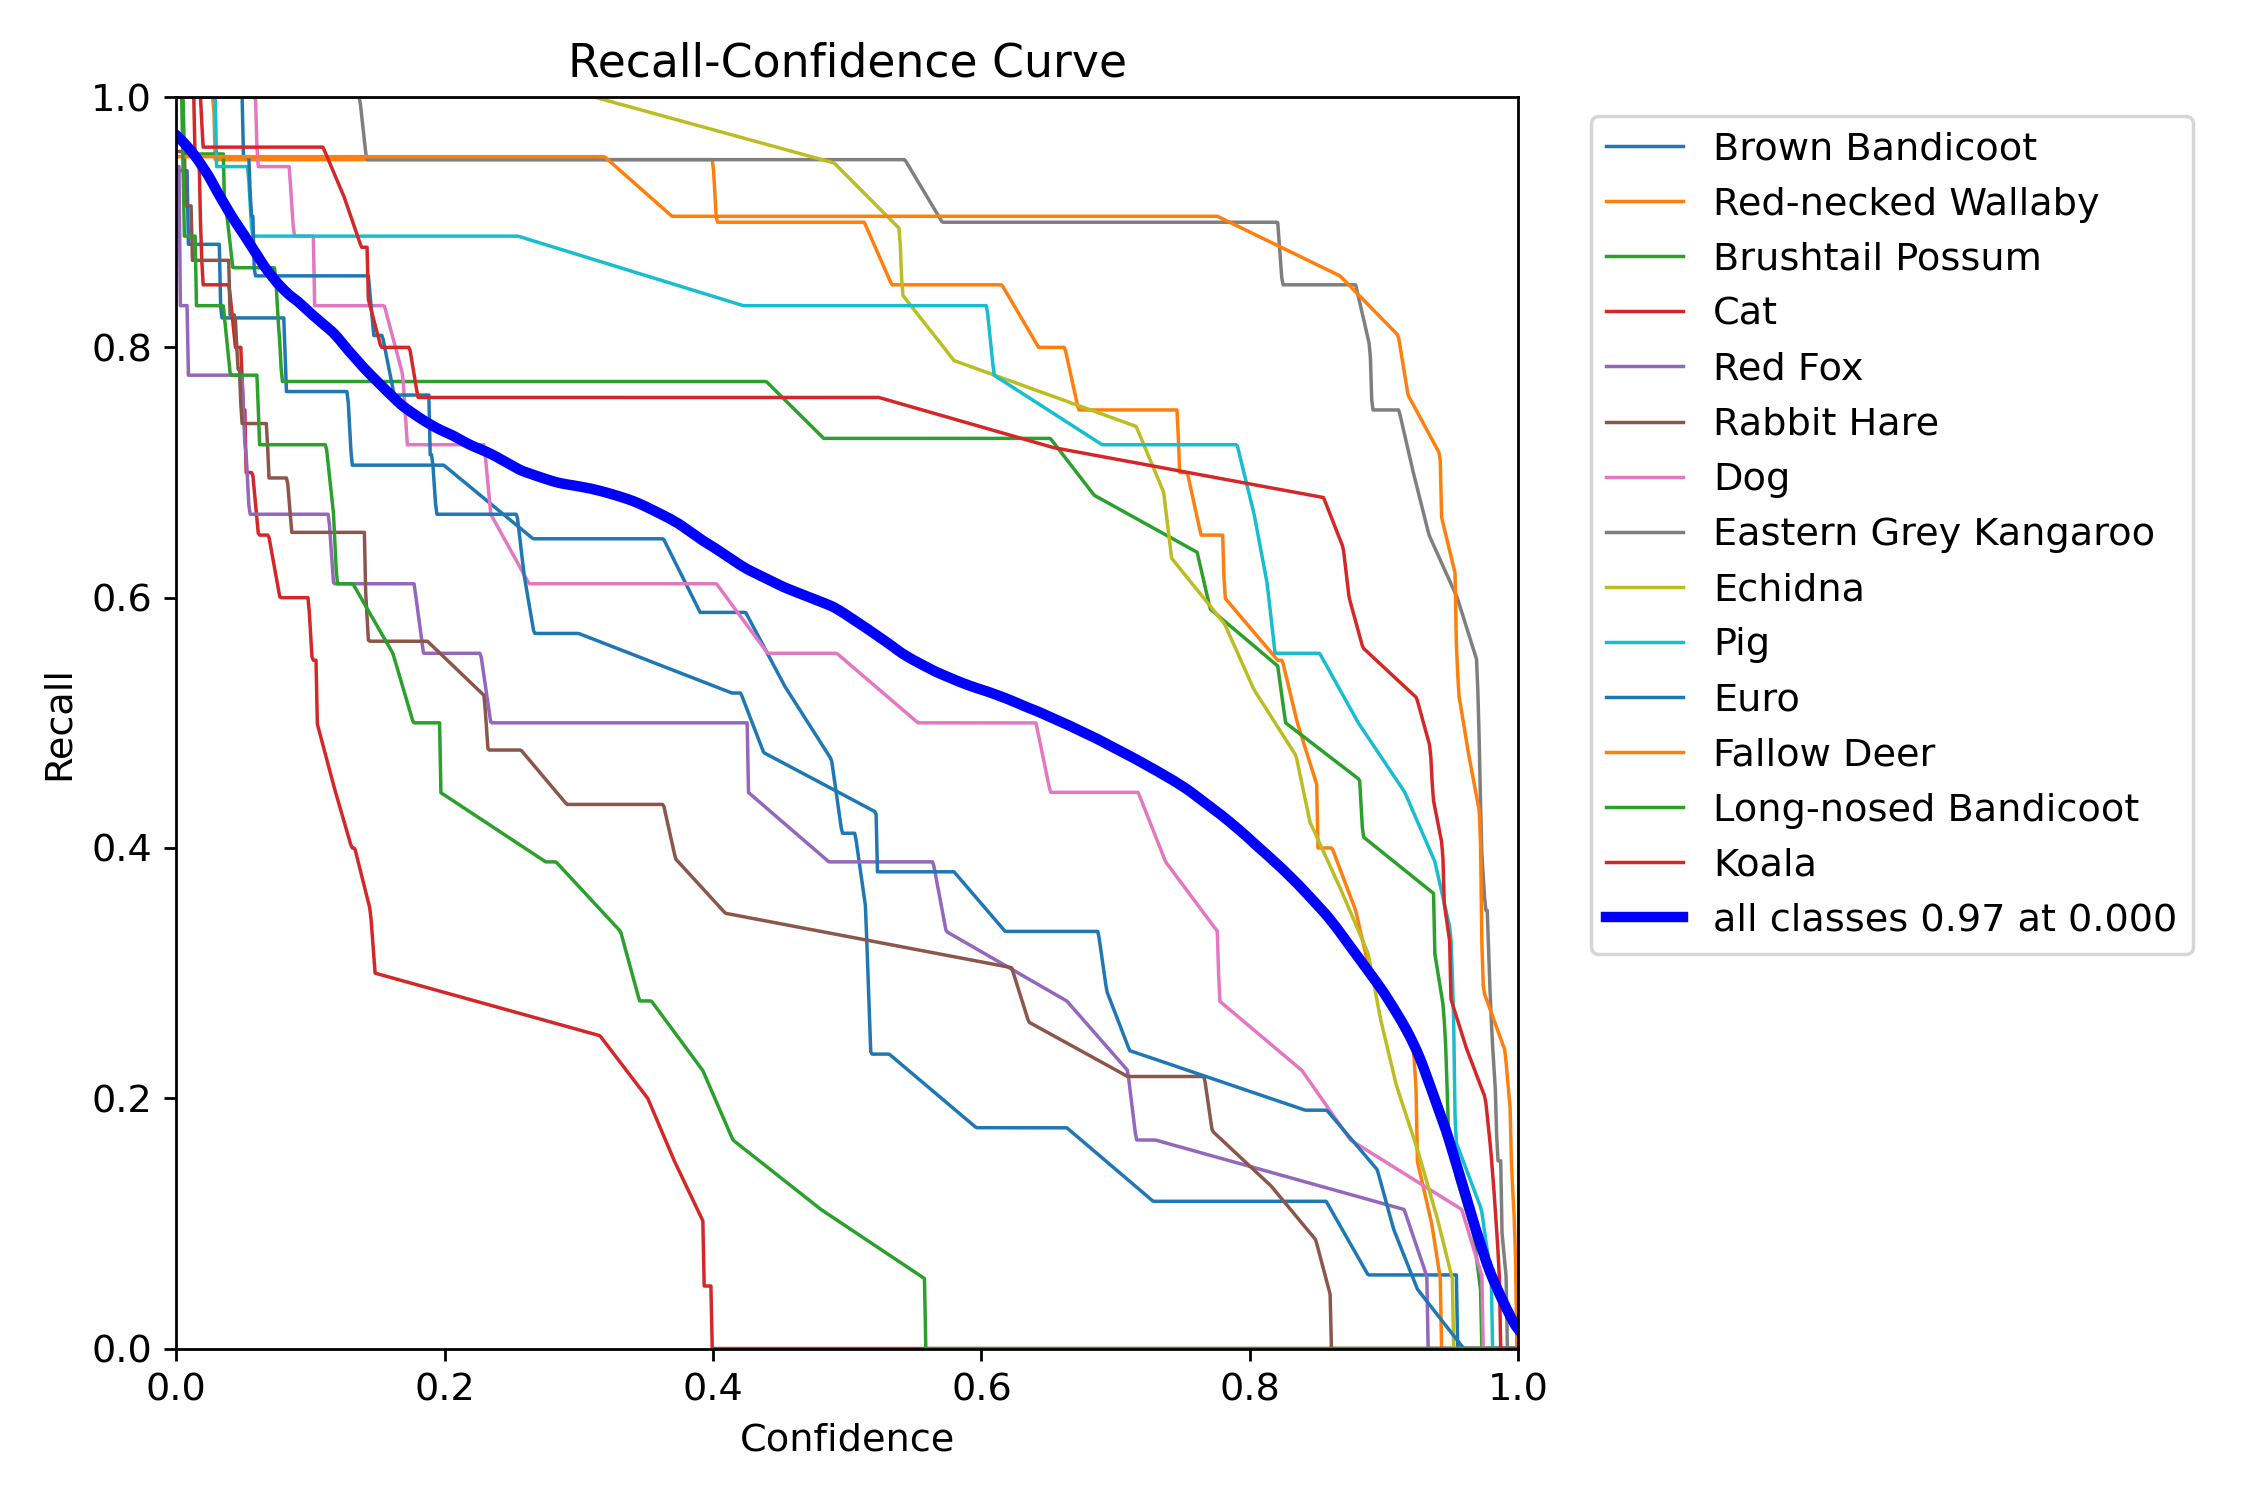 Recall-Confidence Curve
1.0
0.8
0.6
0.4
0.2
0.0
Recall
0.0 0.2 0.4 0.6 0.8 1.0
Confidence
Brown Bandicoot
Red-necked Wallaby
Brushtail Possum
Cat
Red Fox
Rabbit Hare
Dog
Eastern Grey Kangaroo
Echidna
Pig
Euro
Fallow Deer
Long-nosed Bandicoot
Koala
all classes 0.97 at 0.000